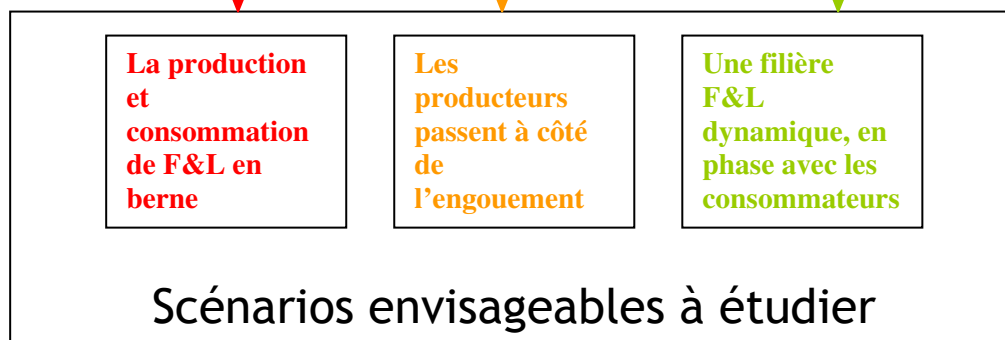 La production
et
consommation
de F&L en
berne
Les
producteurs
passent à côté
de
l’engouement
Une filière
F&L
dynamique, en
phase avec les
consommateurs
Scénarios envisageables à étudier